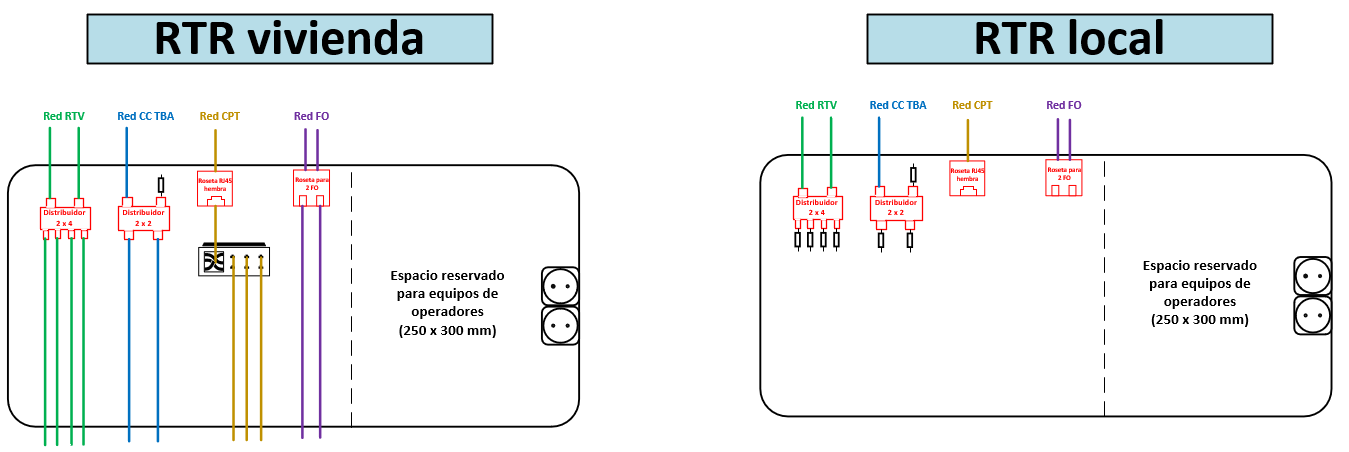 RTR vivienda
Red RTV
Red CC TBA
Red CPT
Red FO
Distribuidor
2 x 4
Distribuidor
2 x 2
Roseta RJ45
hembra
Roseta para
2 FO
Espacio reservado
para equipos de
operadores
(250 x 300 mm)
RTR local
Red RTV
Red CC TBA
Red CPT
Red FO
Distribuidor
2 x 4
Distribuidor
2 x 2
Roseta RJ45
hembra
Roseta para
2 FO
Espacio reservado
para equipos de
operadores
(250 x 300 mm)